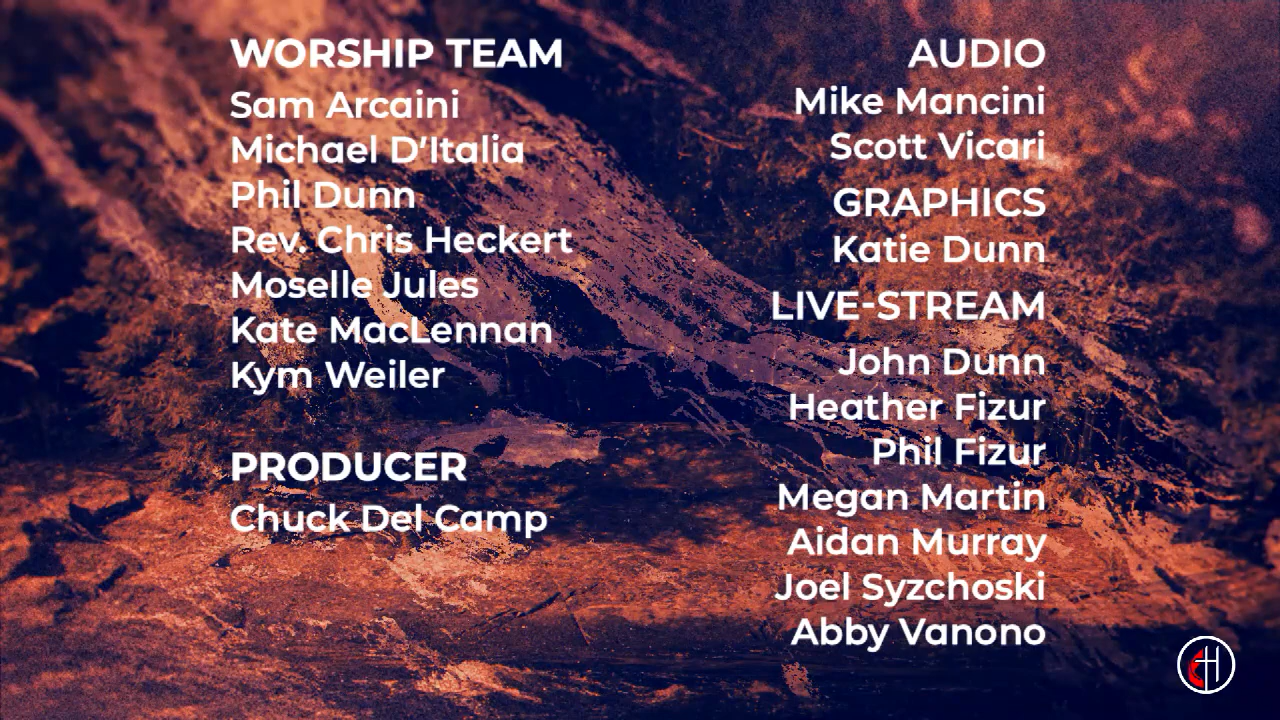 WORSHIP TEAM
Sam Arcaini
Michael D'Italia
Phil Dunn
Rev. Chris Heckert
Moselle Jules
Kate MacLennan
Kym Weiler
PRODUCER
Chuck Del Camp
AUDIO
Mike Mancini
Scott Vicari
GRAPHICS
Katie Dunn
LIVE-STREAM
John Dunn
Heather Fizur
Phil Fizur
Megan Martin
Aidan Murray
Joel Syzchoski
Abby Vanono